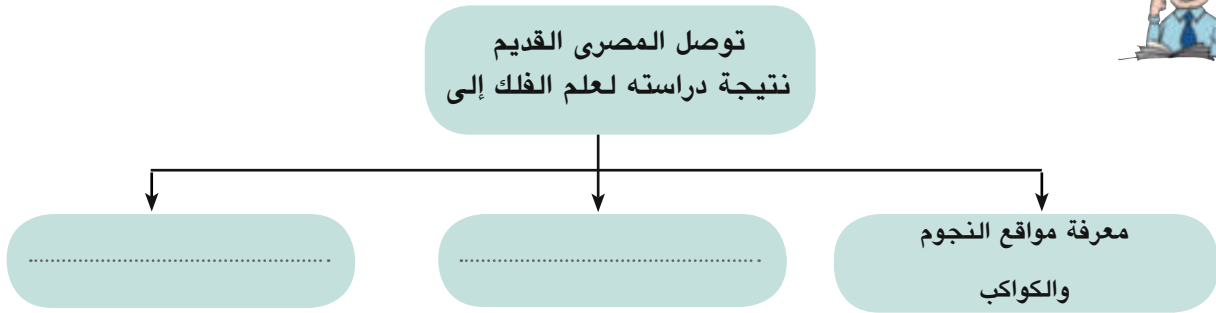 توصل المصرى القديم
نتيجة دراسته لعلم الفلك إلى
معرفة مواقع النجوم
والكواكب